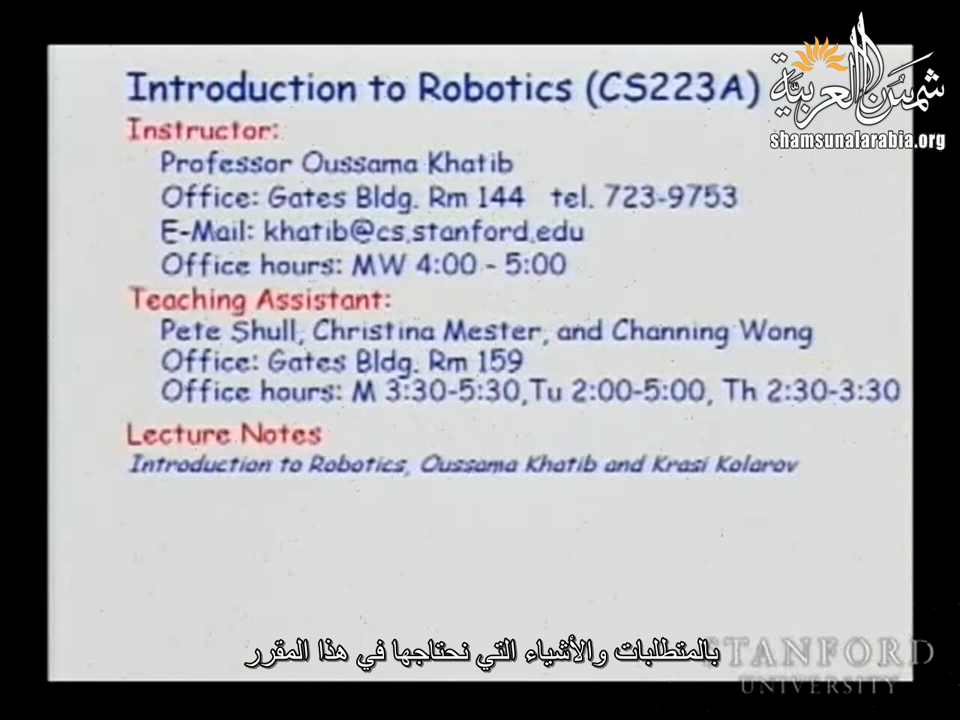 Introduction to Robotics (CS223A)
شمس العربية
shamsunalarabia.org
Instructor:
Professor Oussama Khatib
Office: Gates Bldg. Rm 144 tel. 723-9753
E-Mail: khatib@cs.stanford.edu
Office hours: MW 4:00 - 5:00
Teaching Assistant:
Pete Shull, Christina Mester, and Channing Wong
Office: Gates Bldg. Rm 159
Office hours: M 3:30-5:30,Tu 2:00-5:00, Th 2:30-3:30
Lecture Notes
Introduction to Robotics, Oussama Khatib and Krasi Kolarov
بالمتطلبات والأشياء التي نحتاجها في هذا المقرر
STANFORD
UNIVERSITY